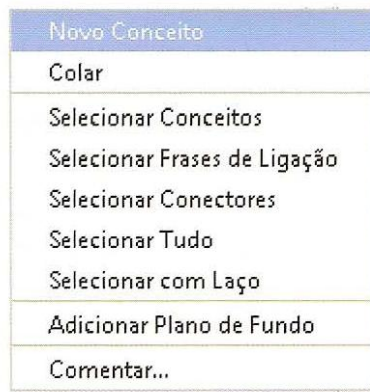 Novo Conceito
Colar
Selecionar Conceitos
Selecionar Frases de Ligação
Selecionar Conectores
Selecionar Tudo
Selecionar com Laço
Adicionar Plano de Fundo
Comentar...